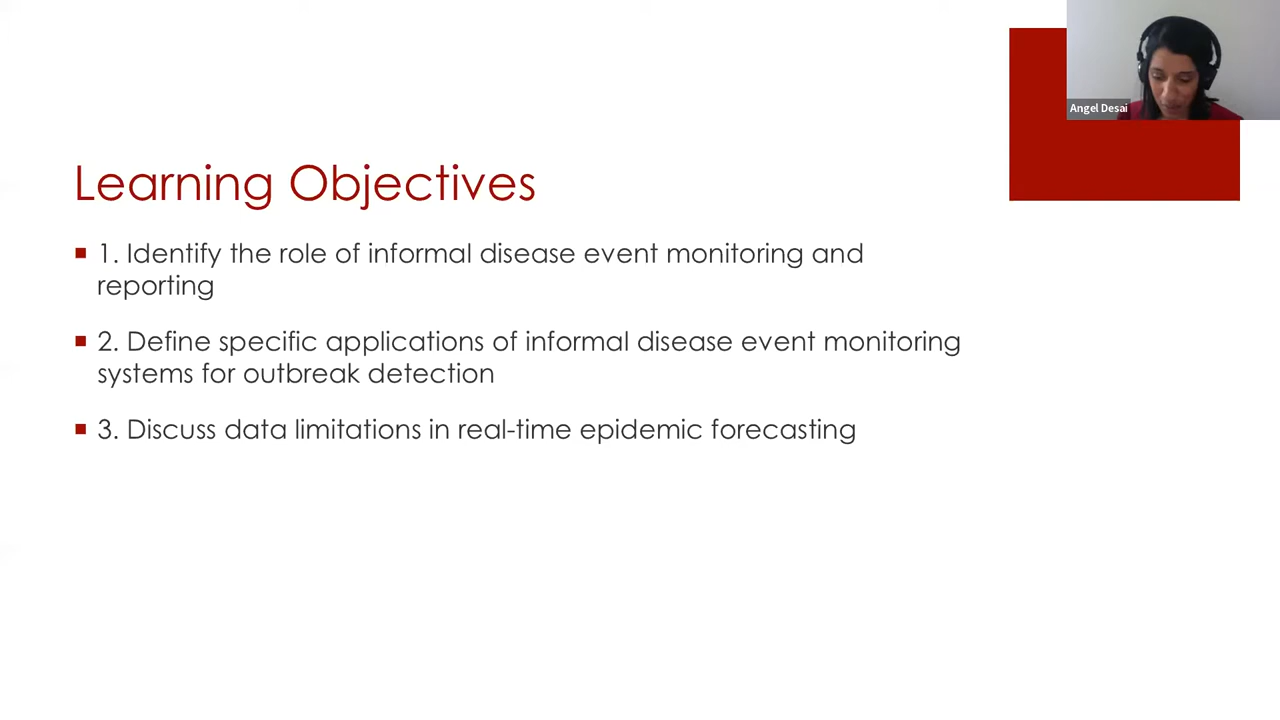 Angel Desai
Learning Objectives
1. Identify the role of informal disease event monitoring and
reporting
2. Define specific applications of informal disease event monitoring
systems for outbreak detection
3. Discuss data limitations in real-time epidemic forecasting